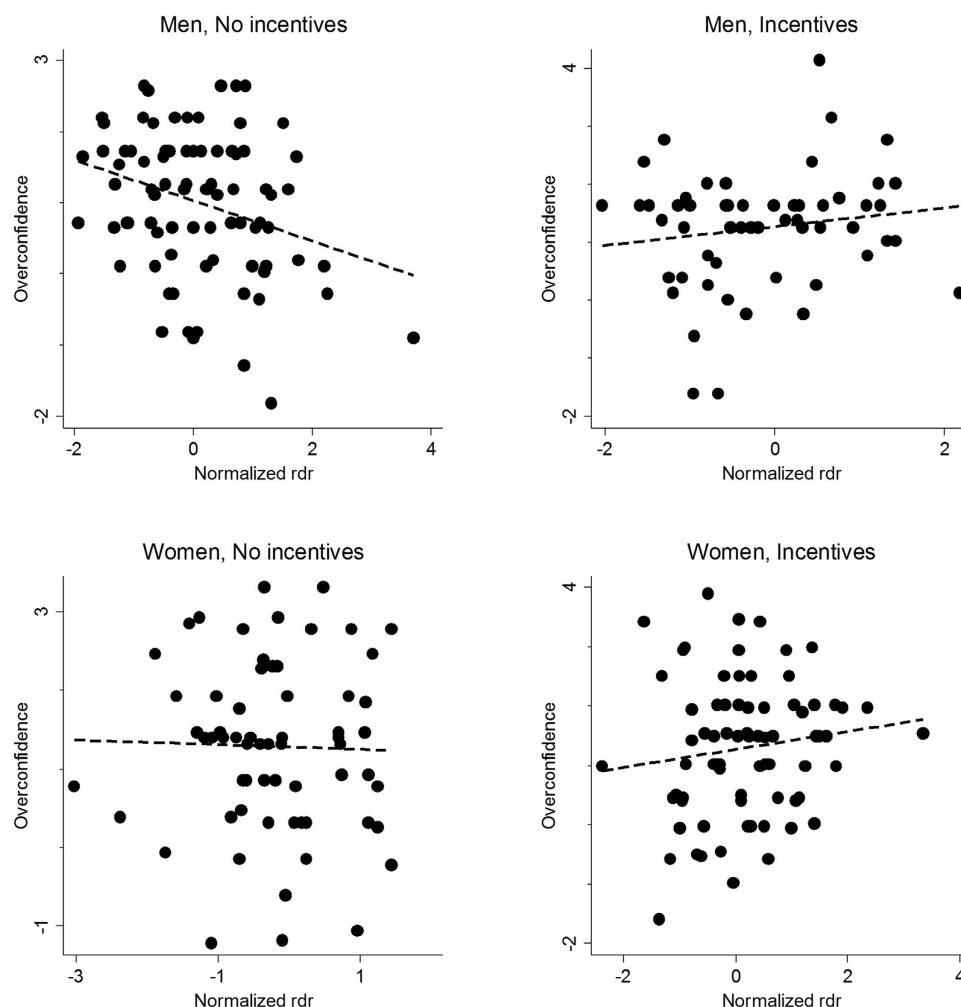 Men, No incentives
3
Overconfidence
-2
-2 0 2 4
Normalized rdr
Men, Incentives
4
Overconfidence
-2
-2 0 2
Normalized rdr
Women, No incentives
3
Overconfidence
-1
-3 -1 1
Normalized rdr
Women, Incentives
4
Overconfidence
-2
-2 0 2 4
Normalized rdr